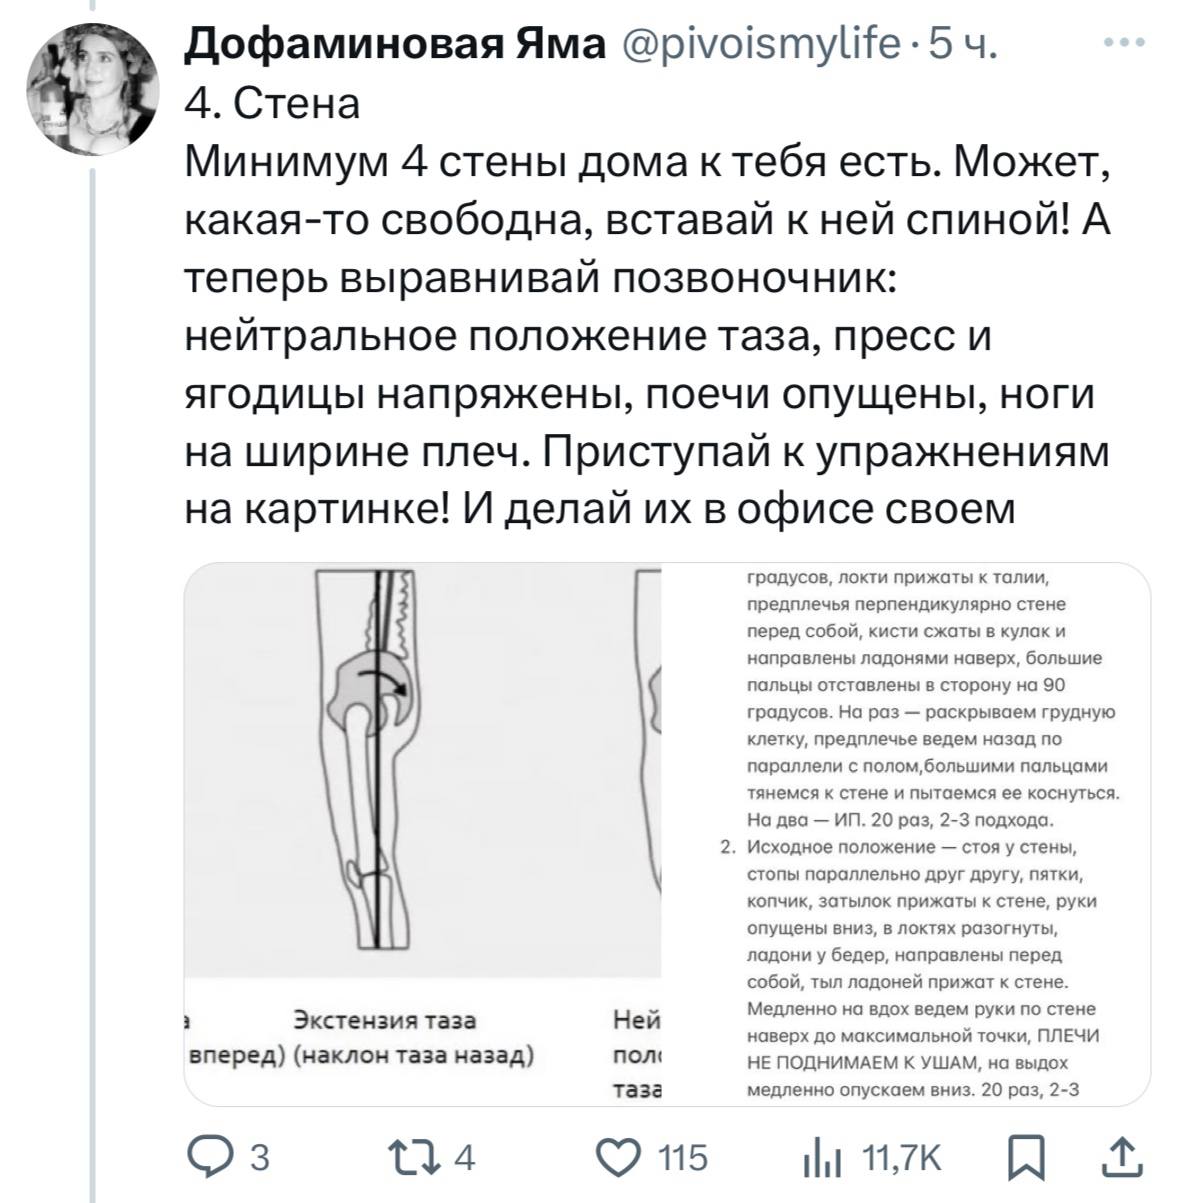 Дофаминовая Яма @pivoismylife · 5 ч.
4. Стена
Минимум 4 стены дома к тебя есть. Может,
какая-то свободна, вставай к ней спиной! А
теперь выравнивай позвоночник:
нейтральное положение таза, пресс и
ягодицы напряжены, поечи опущены, ноги
на ширине плеч. Приступай к упражнениям
на картинке! И делай их в офисе своем
а Экстензия таза
вперед) (наклон таза назад)
Ней
поло
таза
градусов, локти прижаты к талии,
предплечья перпендикулярно стене
перед собой, кисти сжаты в кулак и
направлены ладонями наверх, большие
пальцы отставлены в сторону на 90
градусов. На раз — раскрываем грудную
клетку, предплечье ведем назад по
параллели с полом,большими пальцами
тянемся к стене и пытаемся ее коснуться.
На два — ИП. 20 раз, 2-3 подхода.
2. Исходное положение — стоя у стены,
стопы параллельно друг другу, пятки,
копчик, затылок прижаты к стене, руки
опущены вниз, в локтях разогнуты,
ладони у бедер, направлены перед
собой, тыл ладоней прижат к стене.
Медленно на вдох ведем руки по стене
наверх до максимальной точки, ПЛЕЧИ
НЕ ПОДНИМАЕМ К УШАМ, на выдох
медленно опускаем вниз. 20 раз, 2-3
3 4 115 11,7K